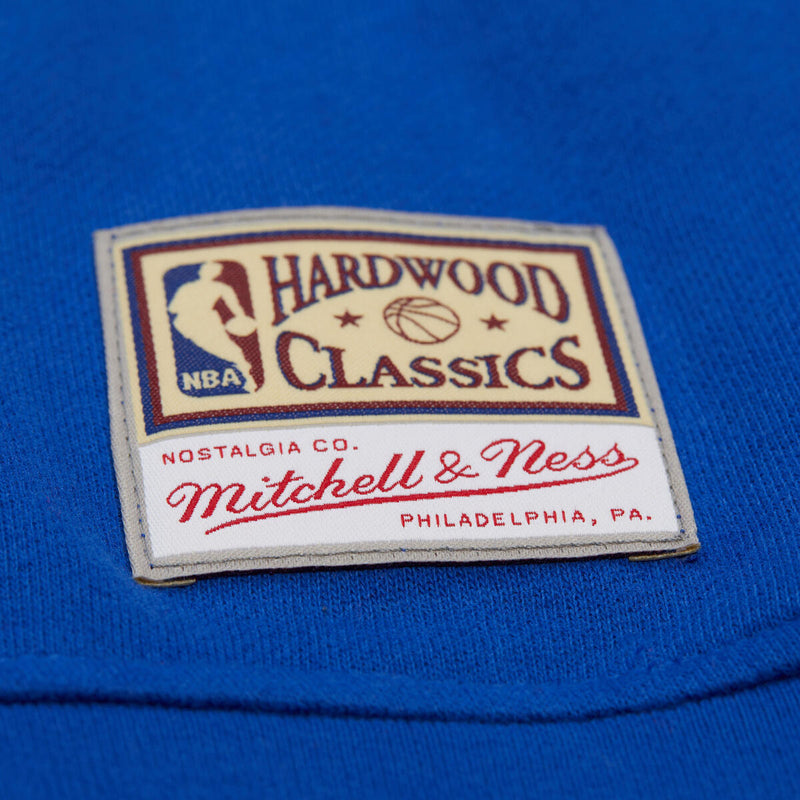 HARDWOOD
NBA
CLASSICS
NOSTALGIA CO.
Mitchell & Ness
PHILADELPHIA, PA.